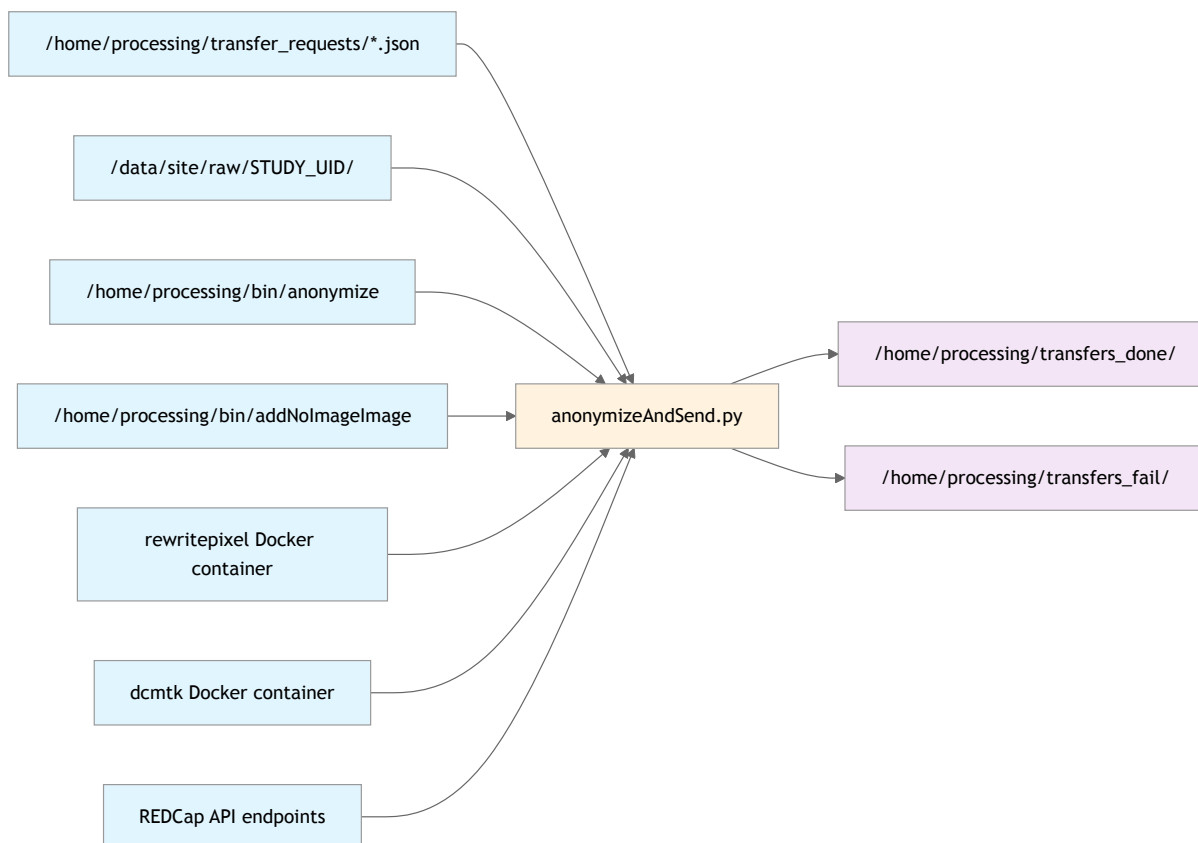 /home/processing/transfer_requests/*.json
/data/site/raw/STUDY_UID/
/home/processing/bin/anonymize
/home/processing/bin/addNoImageImage
rewritepixel Docker
container
dcmtk Docker container
REDCap API endpoints
anonymizeAndSend.py
/home/processing/transfers_done/
/home/processing/transfers_fail/